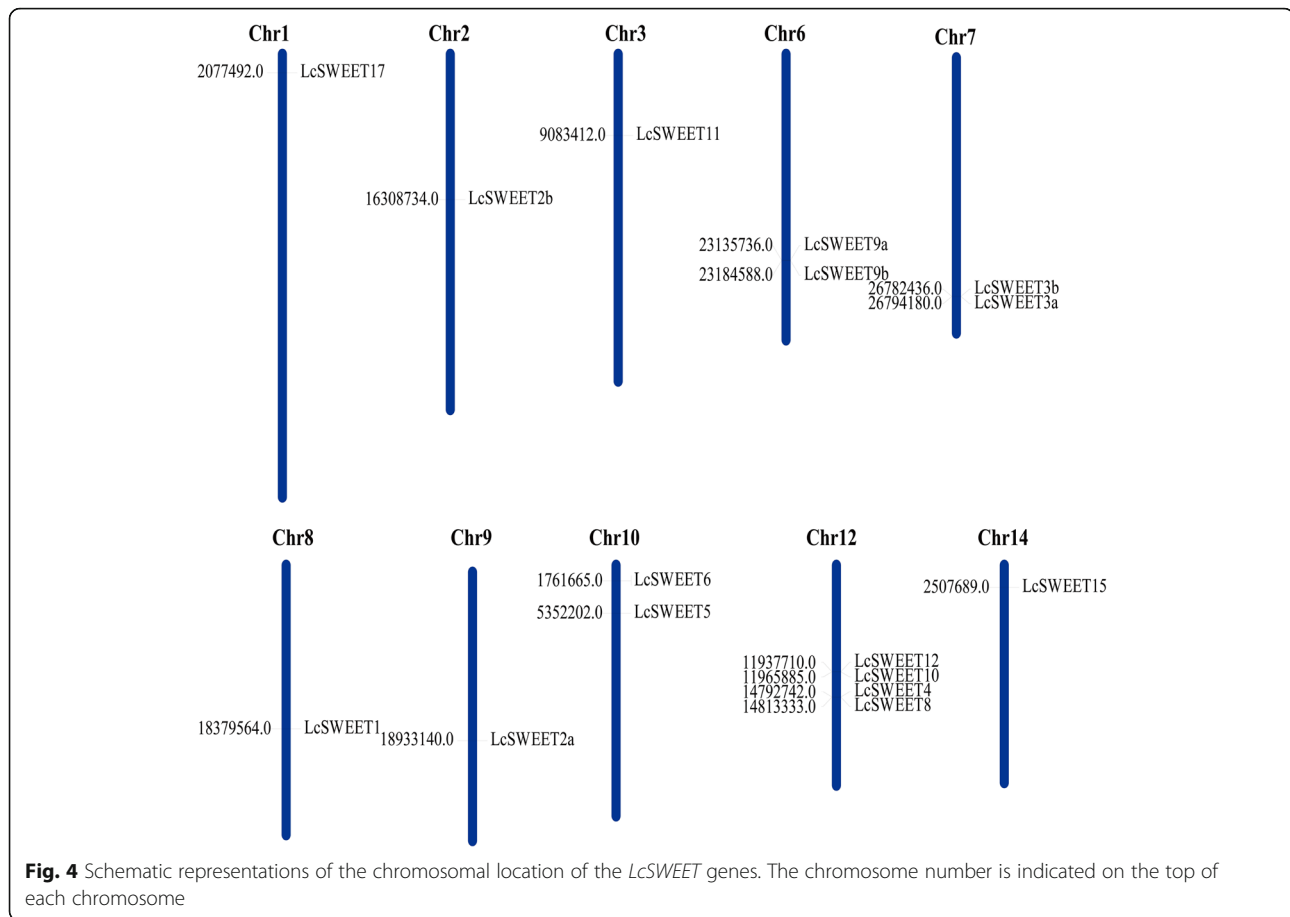 Chr1 Chr2 Chr3 Chr6 Chr7
2077492.0 LcSWEET17
9083412.0 LcSWEET11
16308734.0 LcSWEET2b
23135736.0 LcSWEET9a
23184588.0 LcSWEET9b
26782436.0 LcSWEET3b
26794180.0 LcSWEET3a
Chr8 Chr9 Chr10 Chr12 Chr14
1761665.0 LcSWEET6
2507689.0 LcSWEET15
5352202.0 LcSWEET5
11937710.0 LcSWEET12
11965885.0 LcSWEET10
14792742.0 LcSWEET4
14813333.0 LcSWEET8
18379564.0 LcSWEET1
18933140.0 LcSWEET2a
Fig. 4 Schematic representations of the chromosomal location of the LcSWEET genes. The chromosome number is indicated on the top of
each chromosome